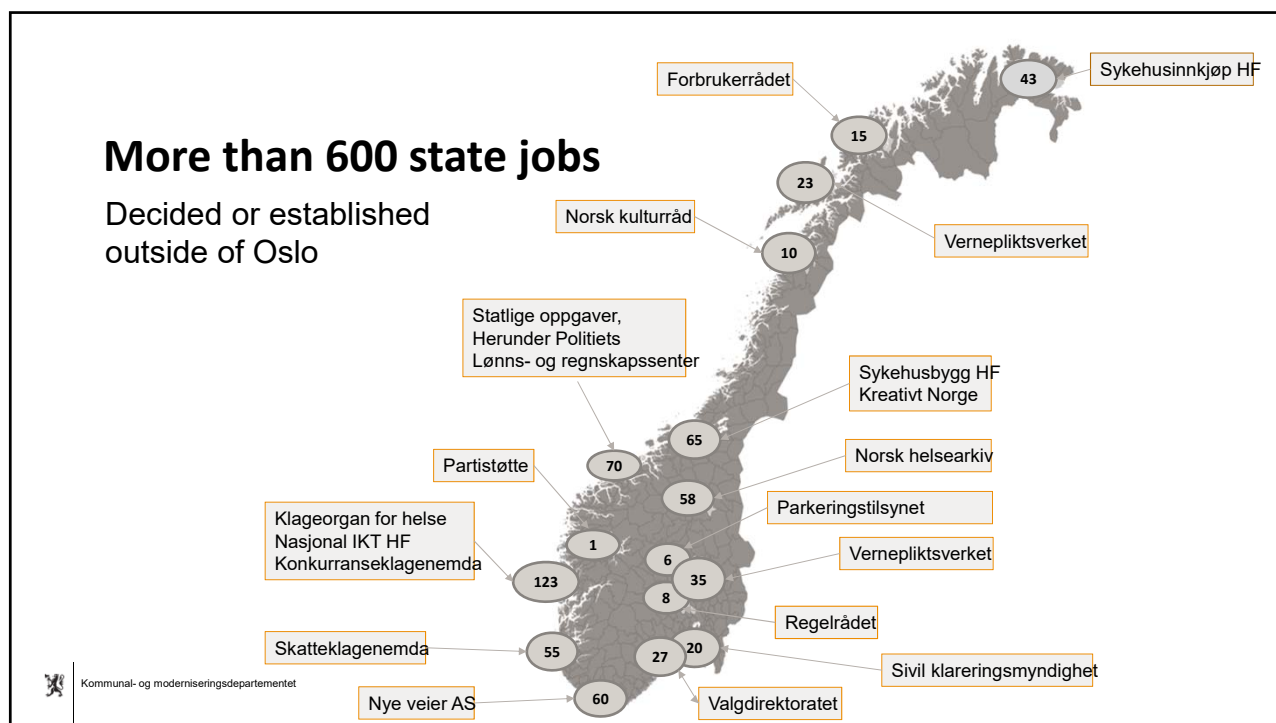 More than 600 state jobs
Decided or established
outside of Oslo
Forbrukerrådet
Sykehusinnkjøp HF
43
15
23
Norsk kulturråd
Vernepliktsverket
10
Statlige oppgaver,
Herunder Politiets
Lønns- og regnskapssenter
Sykehusbygg HF
Kreativt Norge
65
70
Partistøtte
Norsk helsearkiv
58
Parkeringstilsynet
Klageorgan for helse
Nasjonal IKT HF
Konkurranseklagenemda
1
6
Vernepliktsverket
123
35
8
Regelrådet
Skatteklagenemda
55
27
20
Sivil klareringsmyndighet
Kommunal- og moderniseringsdepartementet
Nye veier AS
60
Valgdirektoratet